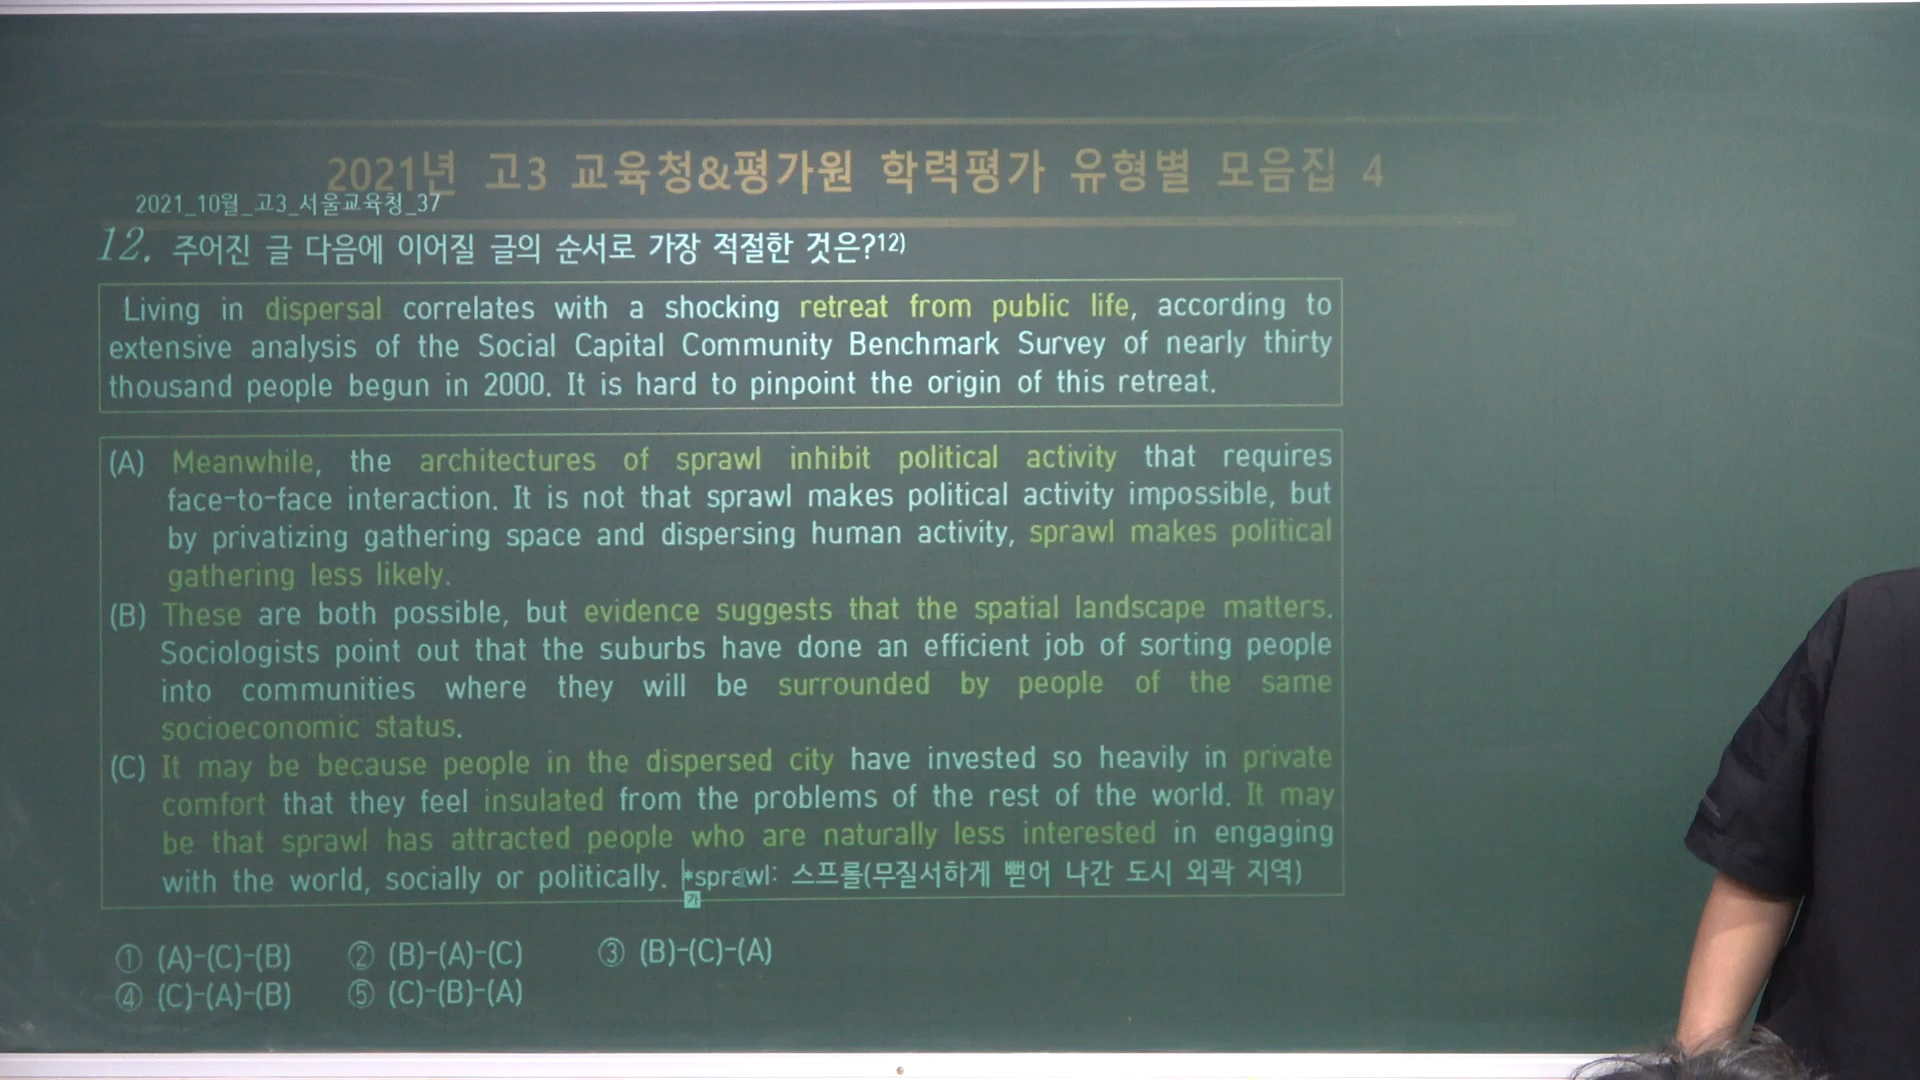 2021년 고3 교육청&평가원 학력평가 유형별 모음집 4
2021_10월_고3_서울교육청_37
12. 주어진 글 다음에 이어질 글의 순서로 가장 적절한 것은?12)
Living in dispersal correlates with a shocking retreat from public life, according to
extensive analysis of the Social Capital Community Benchmark Survey of nearly thirty
thousand people begun in 2000. It is hard to pinpoint the origin of this retreat.
(A) Meanwhile, the architectures of sprawl inhibit political activity that requires
face-to-face interaction. It is not that sprawl makes political activity impossible, but
by privatizing gathering space and dispersing human activity, sprawl makes political
gathering less likely.
(B) These are both possible, but evidence suggests that the spatial landscape matters.
Sociologists point out that the suburbs have done an efficient job of sorting people
into communities where they will be surrounded by people of the same
socioeconomic status.
(C) It may be because people in the dispersed city have invested so heavily in private
comfort that they feel insulated from the problems of the rest of the world. It may
be that sprawl has attracted people who are naturally less interested in engaging
with the world, socially or politically. *sprawl: 스프롤(무질서하게 뻗어 나간 도시 외곽 지역)
가
① (A)-(C)-(B) ② (B)-(A)-(C) ③ (B)-(C)-(A)
④ (C)-(A)-(B) ⑤ (C)-(B)-(A)